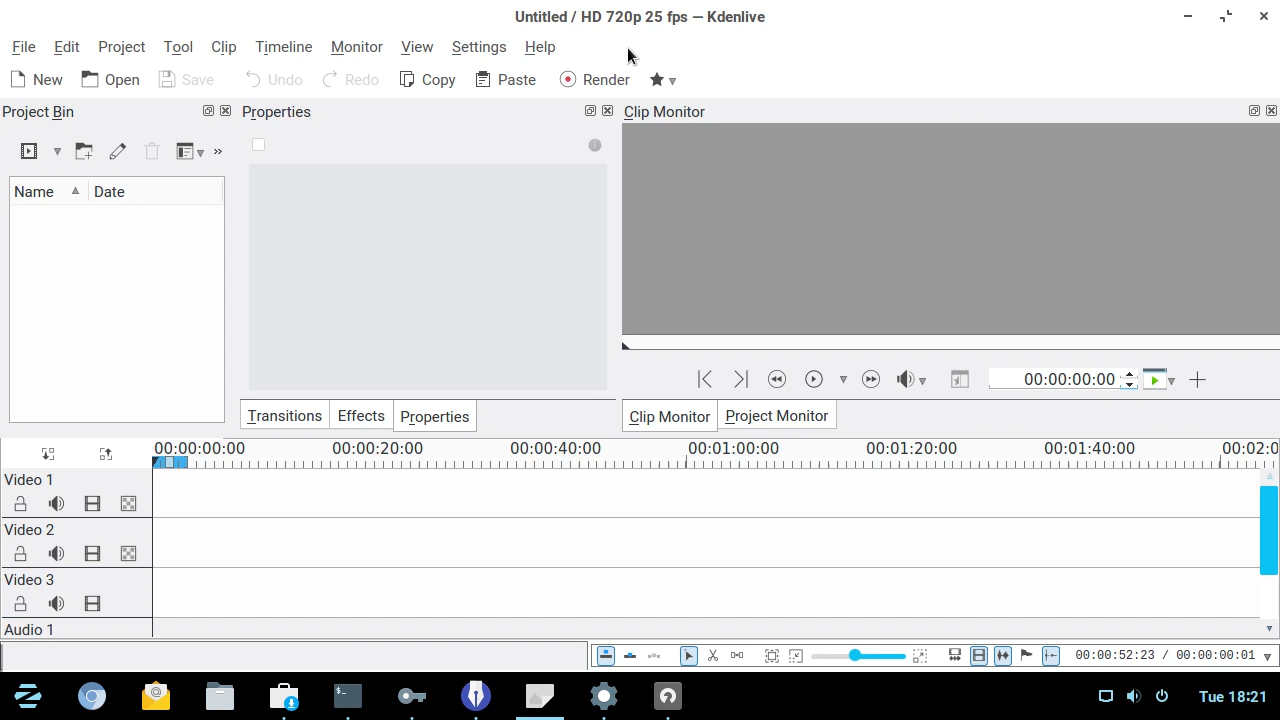 Untitled / HD 720p 25 fps — Kdenlive
File Edit Project Tool Clip Timeline Monitor View Settings Help
New Open Save Undo Redo Copy Paste Render
Project Bin Properties Clip Monitor
Name Date
00:00:00:00
Transitions Effects Properties Clip Monitor Project Monitor
00:00:00:00 00:00:20:00 00:00:40:00 00:01:00:00 00:01:20:00 00:01:40:00 00:02:0
Video 1
Video 2
Video 3
Audio 1
00:00:52:23 / 00:00:00:01
Tue 18:21